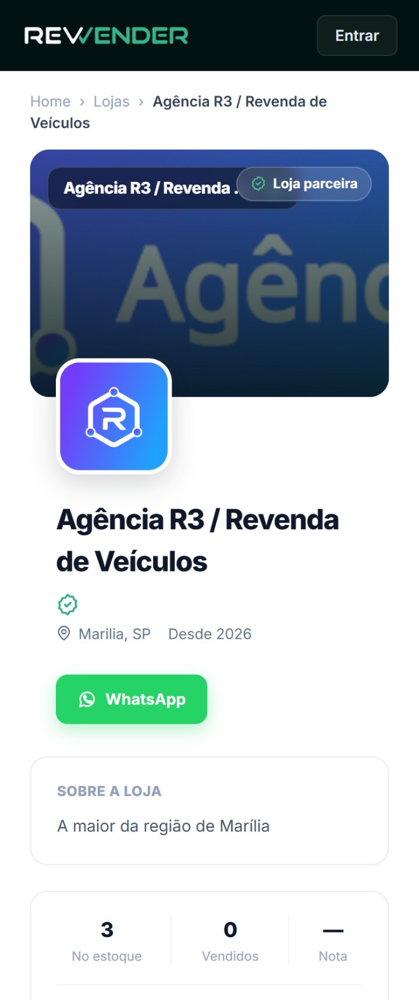 REVVENDER
Entrar
Home › Lojas › Agência R3 / Revenda de
Veículos
Agência R3 / Revenda .
Loja parceira
Agênc
R
Agência R3 / Revenda
de Veículos
Marilia, SP Desde 2026
WhatsApp
SOBRE A LOJA
A maior da região de Marília
3 0 —
No estoque Vendidos Nota